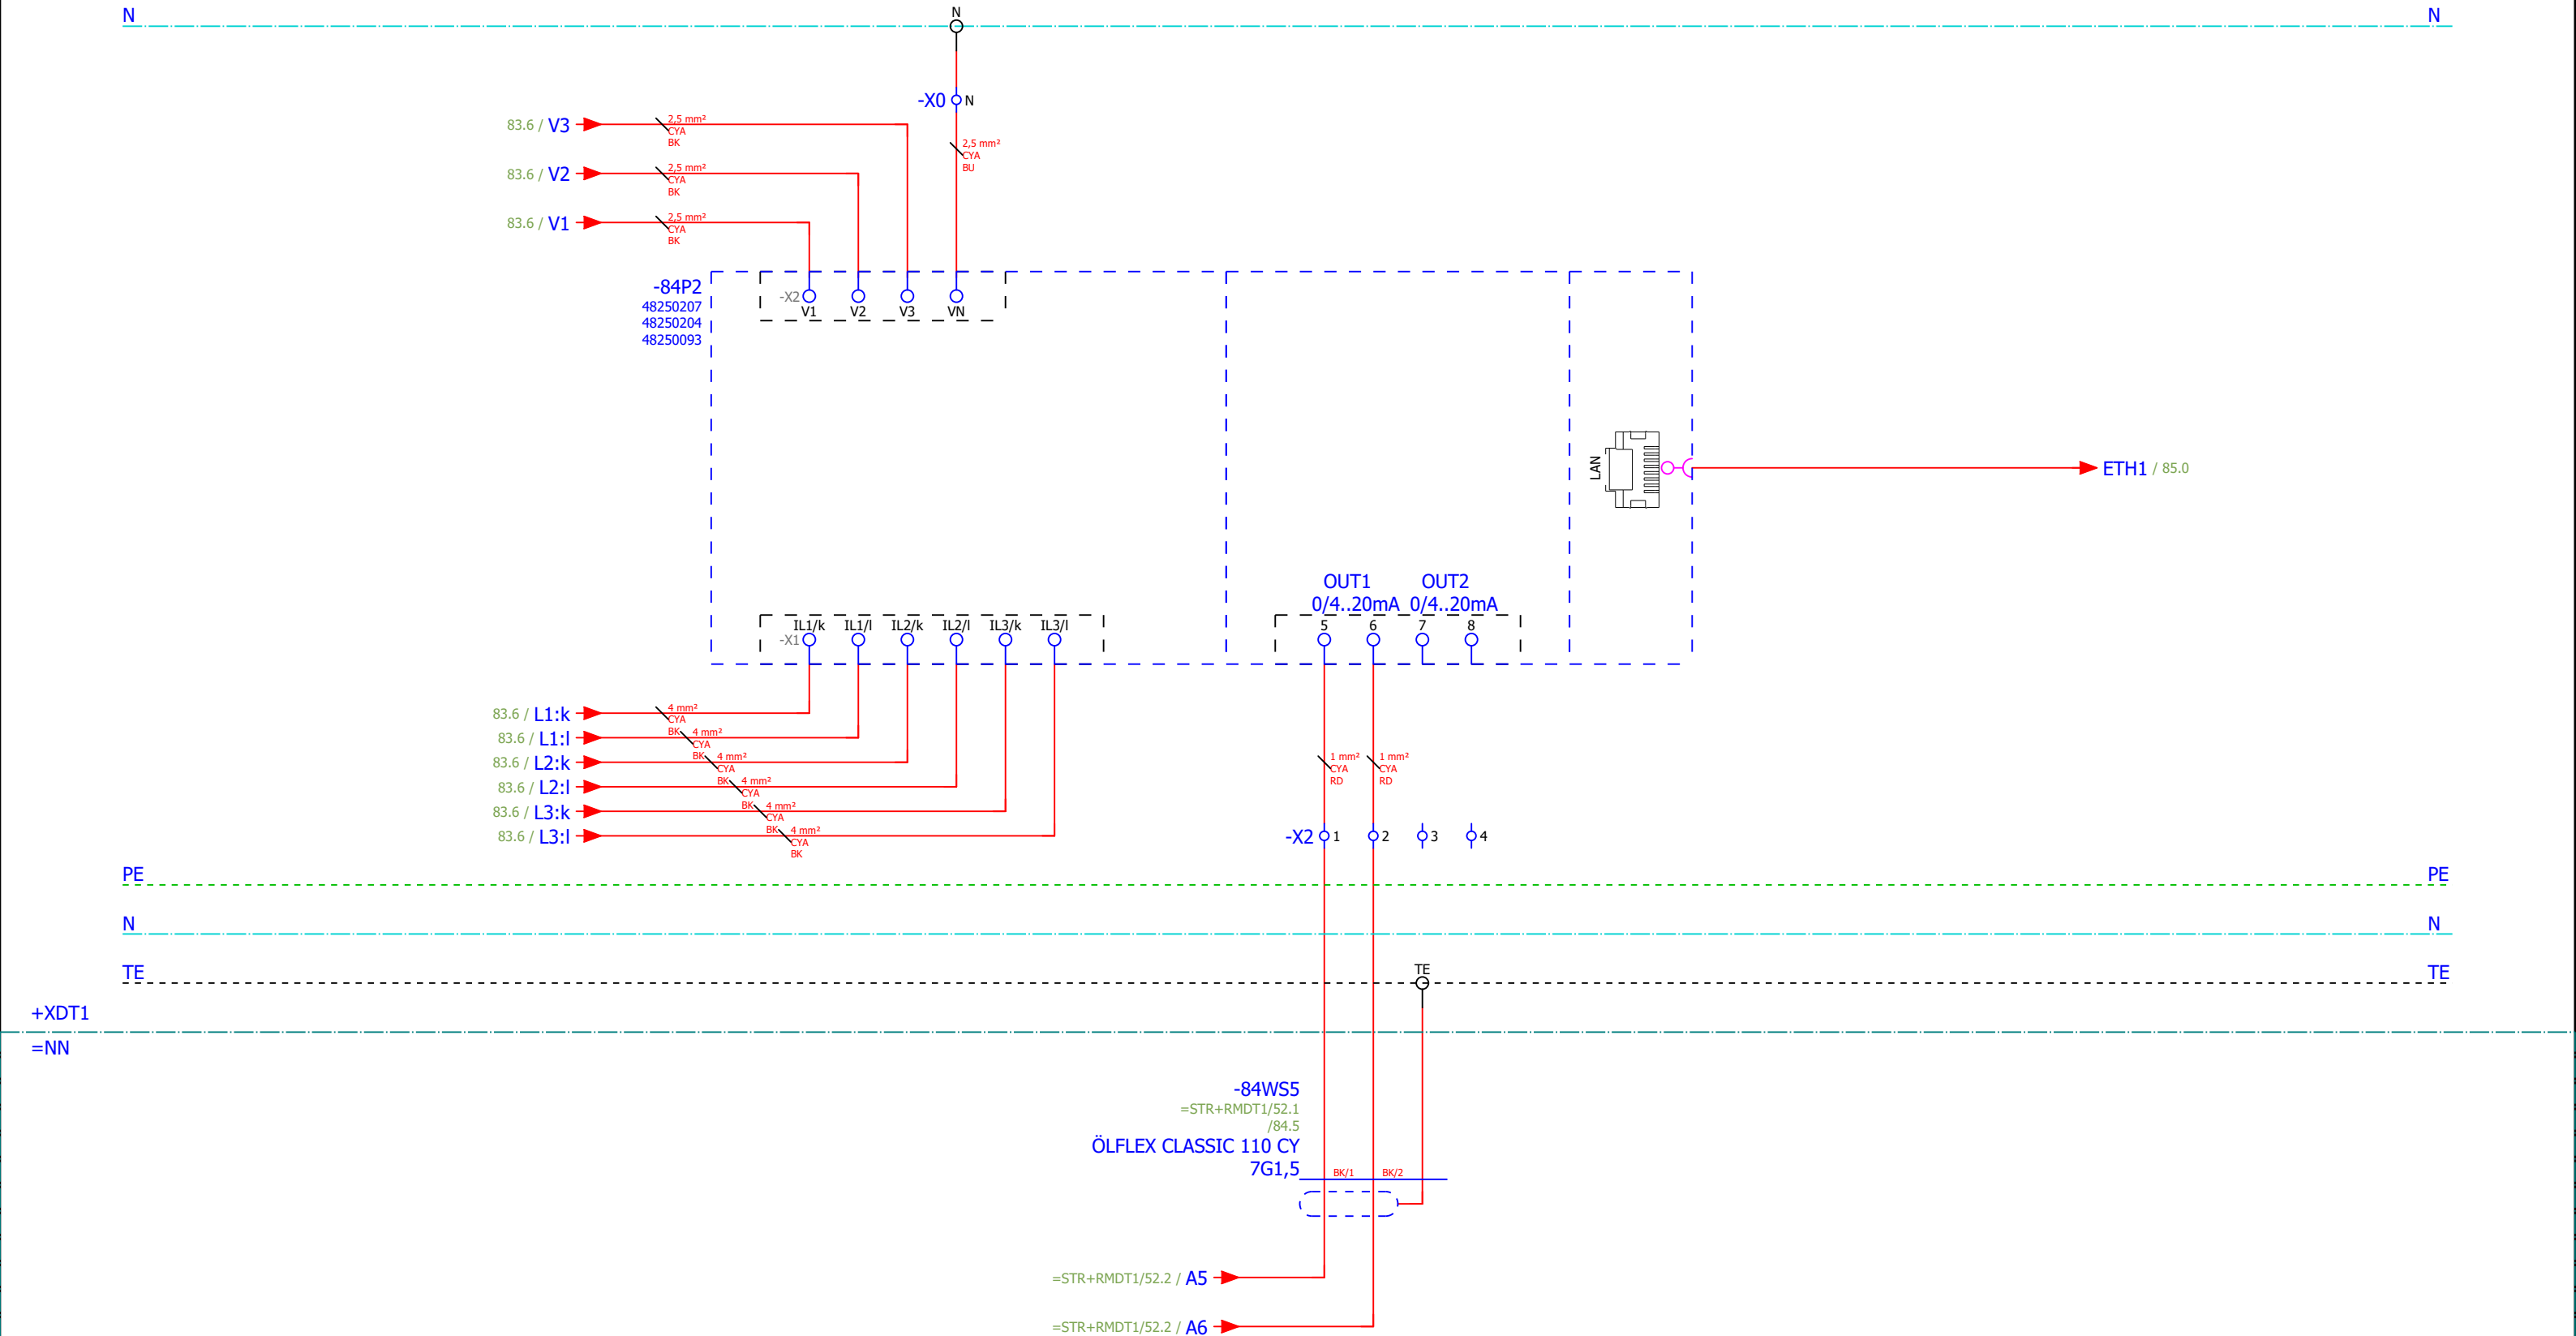 N
N
N
-X0
N
83.6 / V3
2,5 mm²
CYA
BK
2,5 mm²
CYA
BU
83.6 / V2
2,5 mm²
CYA
BK
83.6 / V1
2,5 mm²
CYA
BK
-84P2
48250207
48250204
48250093
-X2
V1
V2
V3
VN
LAN
ETH1 / 85.0
OUT1
0/4..20mA
OUT2
0/4..20mA
-X1
IL1/k
IL1/l
IL2/k
IL2/l
IL3/k
IL3/l
5
6
7
8
83.6 / L1:k
4 mm²
CYA
BK
83.6 / L1:l
4 mm²
CYA
BK
83.6 / L2:k
4 mm²
CYA
BK
83.6 / L2:l
4 mm²
CYA
BK
83.6 / L3:k
4 mm²
CYA
BK
83.6 / L3:l
4 mm²
CYA
BK
1 mm²
CYA
RD
1 mm²
CYA
RD
-X2
1
2
3
4
PE
PE
N
N
TE
TE
TE
+XDT1
=NN
-84WS5
=STR+RMDT1/52.1
/84.5
ÖLFLEX CLASSIC 110 CY
7G1,5
BK/1
BK/2
=STR+RMDT1/52.2 / A5
=STR+RMDT1/52.2 / A6